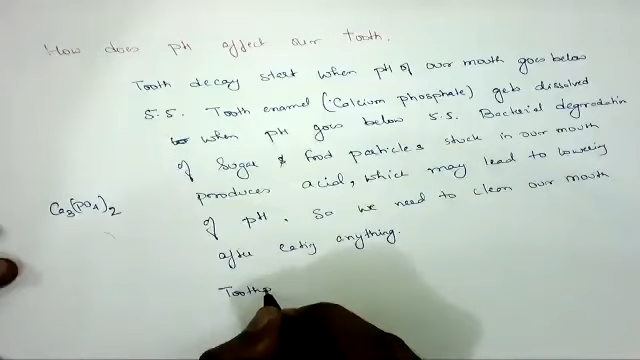 How does pH affect our tooth.
Tooth decay start when pH of our mouth goes below
5.5. Tooth enamel (Calcium phosphate) gets dissolved
when pH goes below 5.5. Bacterial degradation
of sugar & food particles stuck in our mouth
produces acid, which may lead to lowering
Ca3(PO4)2
of pH. So we need to clean our mouth
after eating anything.
Toothp